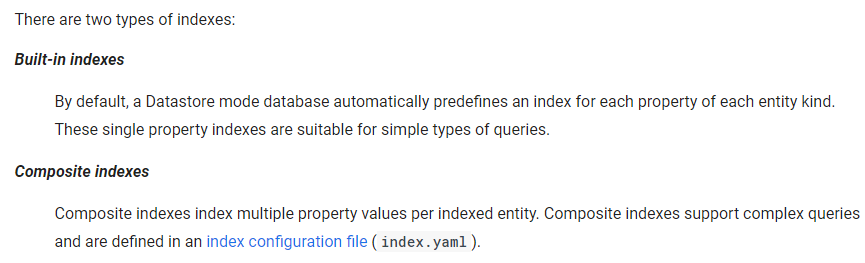 There are two types of indexes:
Built-in indexes
By default, a Datastore mode database automatically predefines an index for each property of each entity kind.
These single property indexes are suitable for simple types of queries.
Composite indexes
Composite indexes index multiple property values per indexed entity. Composite indexes support complex queries
and are defined in an index configuration file ( index.yaml ).